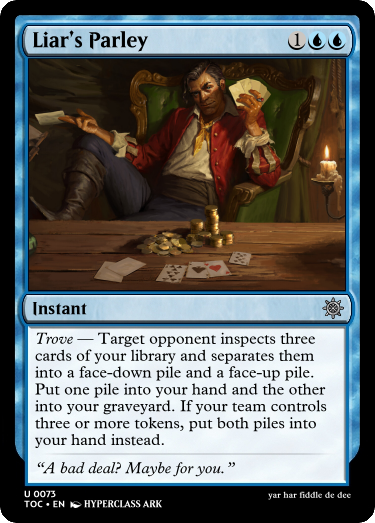 Liar's Parley 1
Instant
Trove — Target opponent inspects three
cards of your library and separates them
into a face-down pile and a face-up pile.
Put one pile into your hand and the other
into your graveyard. If your team controls
three or more tokens, put both piles into
your hand instead.
“A bad deal? Maybe for you.”
U 0073
TOC • EN HYPERCLASS ARK
yar har fiddle de dee